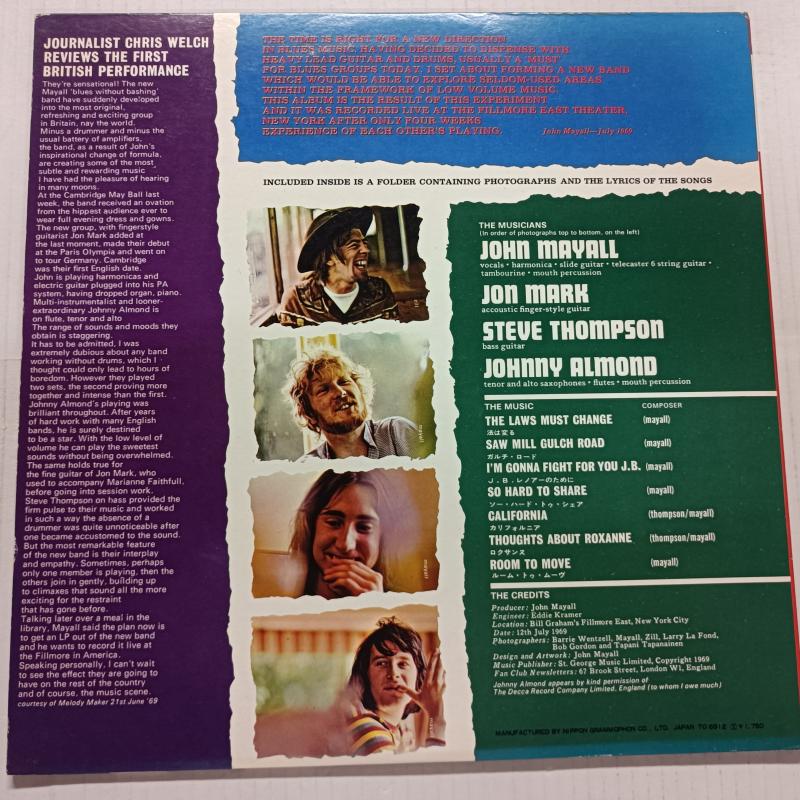 JOURNALIST CHRIS WELCH
REVIEWS THE FIRST
BRITISH PERFORMANCE
They're sensational! The new
Mayall 'blues without bashing'
band have suddenly developed
into the most original,
refreshing and exciting group
in Britain, nay the world.
Minus a drummer and minus the
usual battery of amplifiers,
the band, as a result of John's
inspirational change of formula,
are creating some of the most
subtle and rewarding music
I have had the pleasure of hearing
in many moons.
At the Cambridge May Ball last
week, the band received an ovation
from the hippest audience ever to
wear full evening dress and gowns.
The new group, with fingerstyle
guitarist Jon Mark added at
the last moment, made their debut
at the Paris Olympia and went on
to tour Germany. Cambridge
was their first English date.
John is playing harmonicas and
electric guitar plugged into his PA
system, having dropped organ, piano.
Multi-instrumentalist and looner-
extraordinary Johnny Almond is
on flute, tenor and alto
The range of sounds and moods they
obtain is staggering.
It has to be admitted, I was
extremely dubious about any band
working without drums, which I
thought could only lead to hours of
boredom. However they played
two sets, the second proving more
together and intense than the first.
Johnny Almond's playing was
brilliant throughout. After years
of hard work with many English
bands, he is surely destined
to be a star. With the low level of
volume he can play the sweetest
sounds without being overwhelmed.
The same holds true for
the fine guitar of Jon Mark, who
used to accompany Marianne Faithfull,
before going into session work.
Steve Thompson on bass provided the
firm pulse to their music and worked
in such a way the absence of a
drummer was quite unnoticeable after
one became accustomed to the sound.
But the most remarkable feature
of the new band is their interplay
and empathy. Sometimes, perhaps
only one member is playing, then the
others join in gently, building up
to climaxes that sound all the more
exciting for the restraint
that has gone before.
Talking later over a meal in the
library, Mayall said the plan now is
to get an LP out of the new band
and he wants to record it live at
the Fillmore in America.
Speaking personally, I can't wait
to see the effect they are going to
have on the rest of the country
and of course, the music scene.
courtesy of Melody Maker 21st June '69
THE TIME IS RIGHT FOR A NEW DIRECTION
IN BLUES MUSIC. HAVING DECIDED TO DISPENSE WITH
HEAVY LEAD GUITAR AND DRUMS, USUALLY A 'MUST'
FOR BLUES GROUPS TODAY, I SET ABOUT FORMING A NEW BAND
WHICH WOULD BE ABLE TO EXPLORE SELDOM-USED AREAS
WITHIN THE FRAMEWORK OF LOW VOLUME MUSIC.
THIS ALBUM IS THE RESULT OF THIS EXPERIMENT
AND IT WAS RECORDED LIVE AT THE FILLMORE EAST THEATER,
NEW YORK AFTER ONLY FOUR WEEKS
EXPERIENCE OF EACH OTHER'S PLAYING. John Mayall—July 1969
INCLUDED INSIDE IS A FOLDER CONTAINING PHOTOGRAPHS AND THE LYRICS OF THE SONGS
THE MUSICIANS
(In order of photographs top to bottom, on the left)
JOHN MAYALL
vocals • harmonica • slide guitar • telecaster 6 string guitar •
tambourine • mouth percussion
JON MARK
accoustic finger-style guitar
STEVE THOMPSON
bass guitar
JOHNNY ALMOND
tenor and alto saxophones • flutes • mouth percussion
THE MUSIC COMPOSER
THE LAWS MUST CHANGE (mayall)
法は変る
SAW MILL GULCH ROAD (mayall)
ガルチ・ロード
I'M GONNA FIGHT FOR YOU J.B. (mayall)
J.B.レノアーのために
SO HARD TO SHARE (mayall)
ソー・ハード・トゥ・シェア
CALIFORNIA (thompson/mayall)
カリフォルニア
THOUGHTS ABOUT ROXANNE (thompson/mayall)
ロクサンヌ
ROOM TO MOVE (mayall)
ルーム・トゥ・ムーヴ
THE CREDITS
Producer: John Mayall
Engineer: Eddie Kramer
Location: Bill Graham's Fillmore East, New York City
Date: 12th July 1969
Photographers: Barrie Wentzell, Mayall, Zill, Larry La Fond,
Bob Gordon and Tapani Tapanainen
Design and Artwork: John Mayall
Music Publisher: St. George Music Limited, Copyright 1969
Fan Club Newsletters: 67 Brook Street, London W1, England
Johnny Almond appears by kind permission of
The Decca Record Company Limited, England (to whom I owe much)
MANUFACTURED BY NIPPON GRAMMOPHON CO., LTD. JAPAN